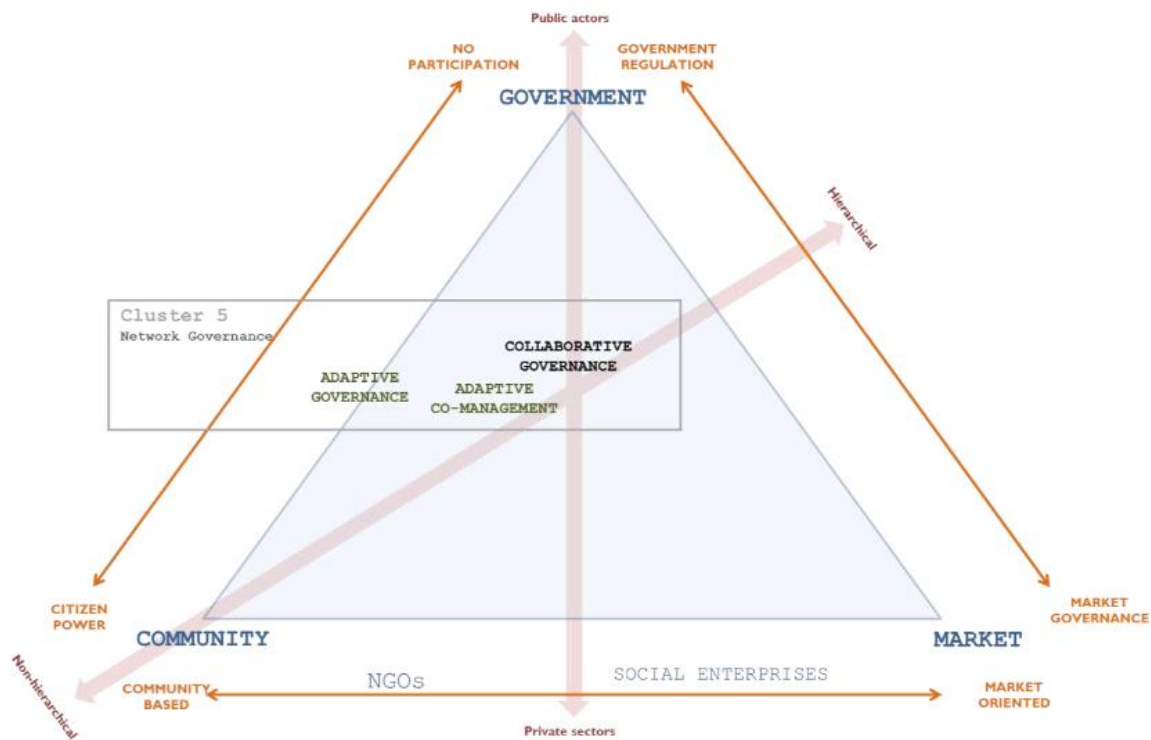 Public actors
NO
PARTICIPATION
GOVERNMENT
REGULATION
GOVERNMENT
Hierarchical
Cluster 5
Network Governance
COLLABORATIVE
GOVERNANCE
ADAPTIVE
GOVERNANCE
ADAPTIVE
CO-MANAGEMENT
CITIZEN
POWER
MARKET
GOVERNANCE
COMMUNITY
MARKET
Non-hierarchical
COMMUNITY
BASED
NGOs
SOCIAL ENTERPRISES
MARKET
ORIENTED
Private sectors